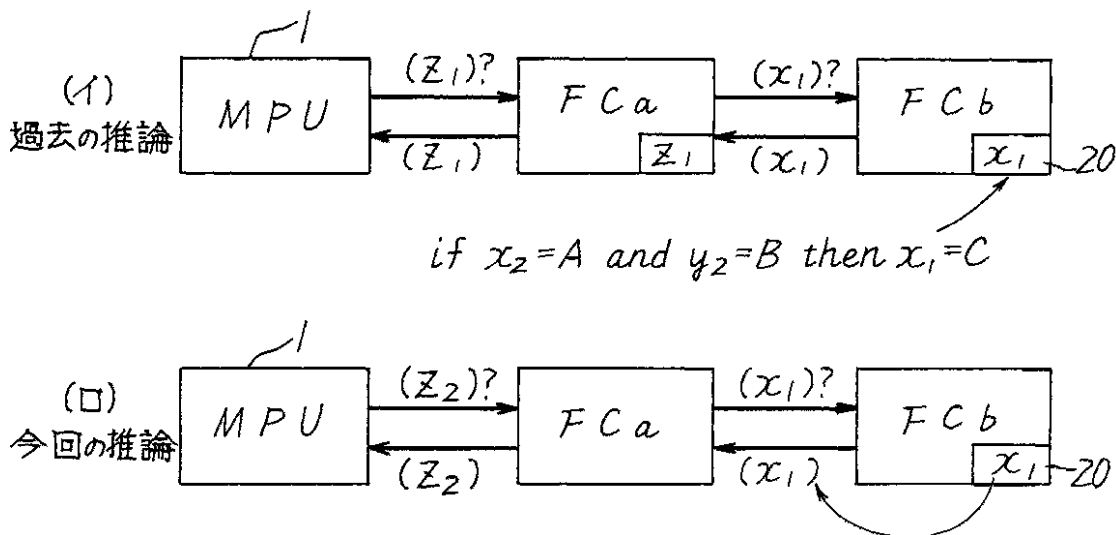 1
(イ)
過去の推論
MPU
(Z₁)?
(Z₁)
FCa
Z₁
(x₁)?
(x₁)
FCb
x₁
20
if x₂=A and y₂=B then x₁=C
1
(ロ)
今回の推論
MPU
(Z₂)?
(Z₂)
FCa
(x₁)?
(x₁)
FCb
x₁
20